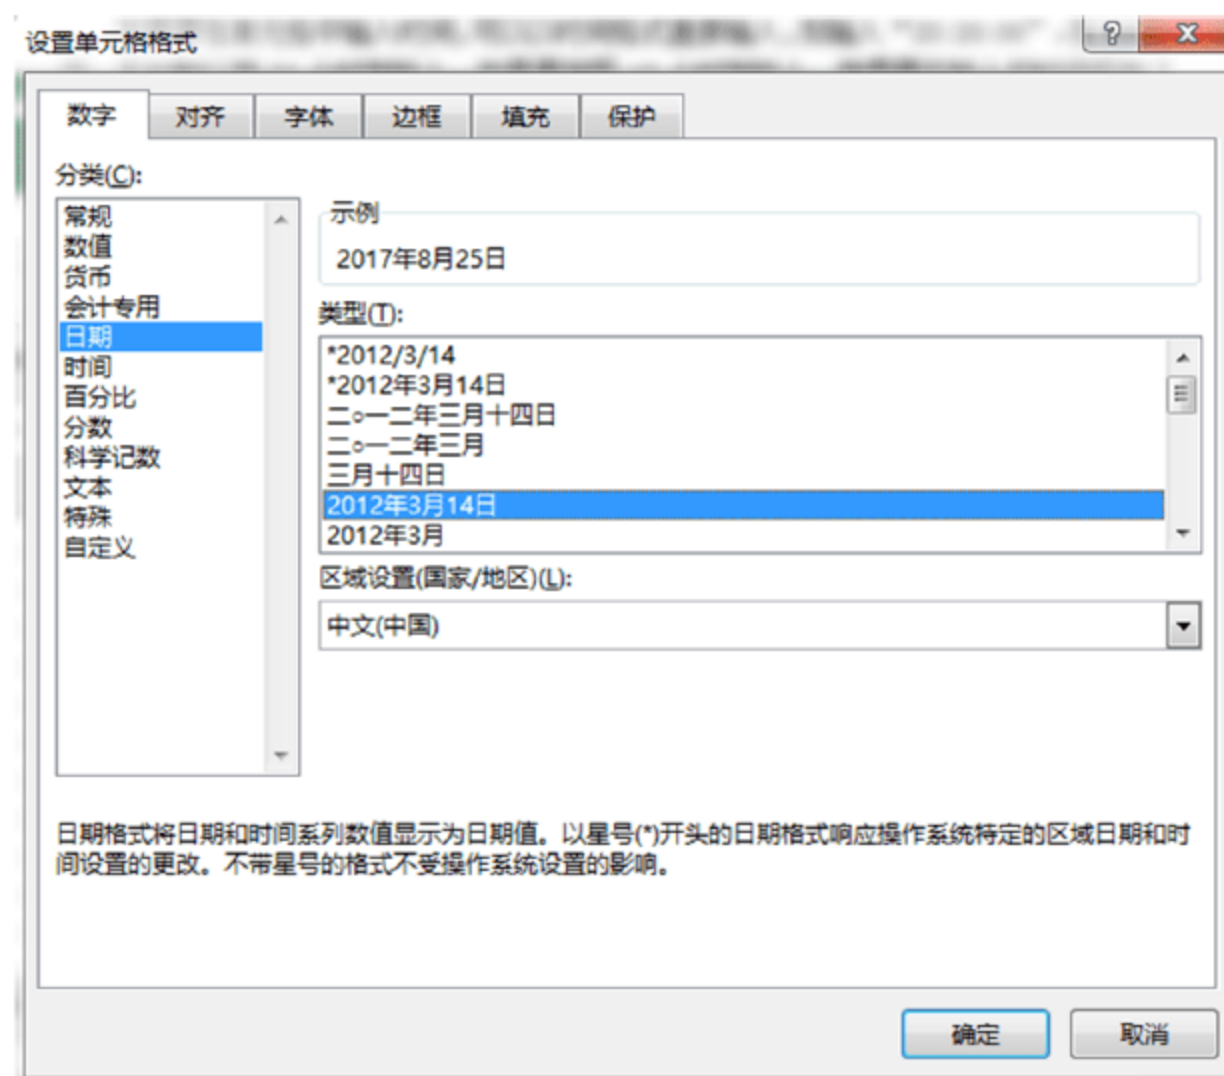 设置单元格格式
数字 对齐 字体 边框 填充 保护
分类(C):
常规
数值
货币
会计专用
日期
时间
百分比
分数
科学记数
文本
特殊
自定义
示例
2017年8月25日
类型(T):
*2012/3/14
*2012年3月14日
二○一二年三月十四日
二○一二年三月
三月十四日
2012年3月14日
2012年3月
区域设置(国家/地区)(L):
中文(中国)
日期格式将日期和时间系列数值显示为日期值。以星号(*)开头的日期格式响应操作系统特定的区域日期和时
间设置的更改。不带星号的格式不受操作系统设置的影响。
确定 取消